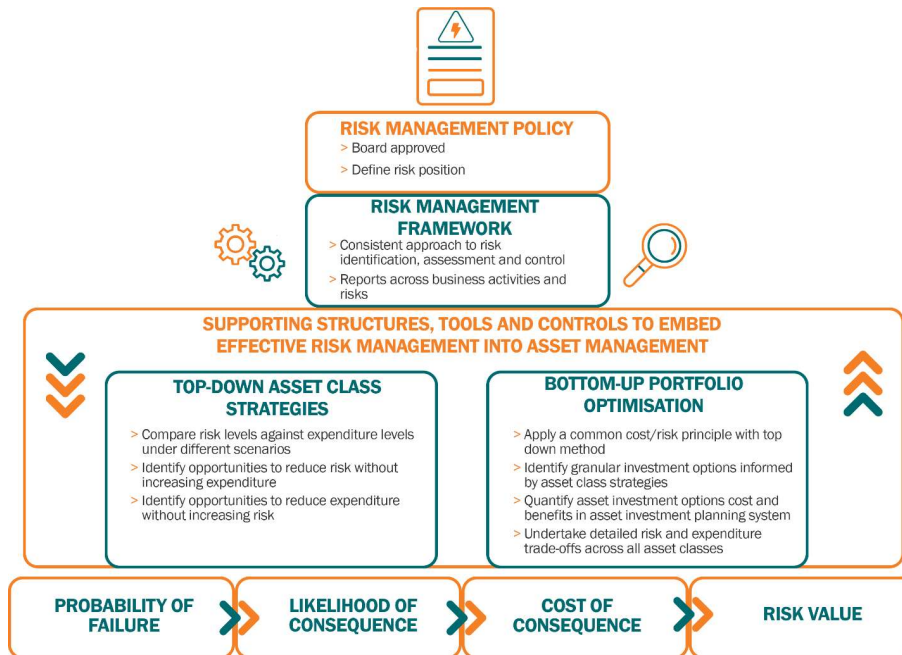 RISK MANAGEMENT POLICY
> Board approved
> Define risk position
RISK MANAGEMENT
FRAMEWORK
> Consistent approach to risk
identification, assessment and control
> Reports across business activities and
risks
SUPPORTING STRUCTURES, TOOLS AND CONTROLS TO EMBED
EFFECTIVE RISK MANAGEMENT INTO ASSET MANAGEMENT
TOP-DOWN ASSET CLASS
STRATEGIES
> Compare risk levels against expenditure levels
under different scenarios
> Identify opportunities to reduce risk without
increasing expenditure
> Identify opportunities to reduce expenditure
without increasing risk
BOTTOM-UP PORTFOLIO
OPTIMISATION
> Apply a common cost/risk principle with top
down method
> Identify granular investment options informed
by asset class strategies
> Quantify asset investment options cost and
benefits in asset investment planning system
> Undertake detailed risk and expenditure
trade-offs across all asset classes
PROBABILITY OF
FAILURE
LIKELIHOOD OF
CONSEQUENCE
COST OF
CONSEQUENCE
RISK VALUE